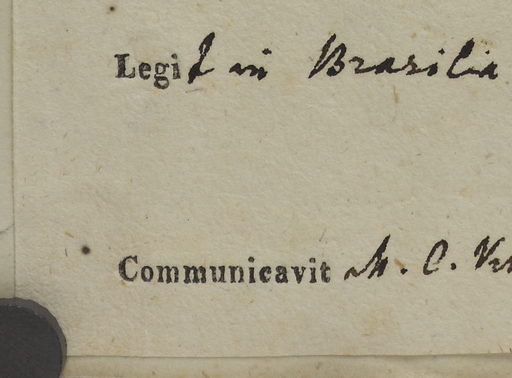 Legit in Brasilia
Communicavit M. C.